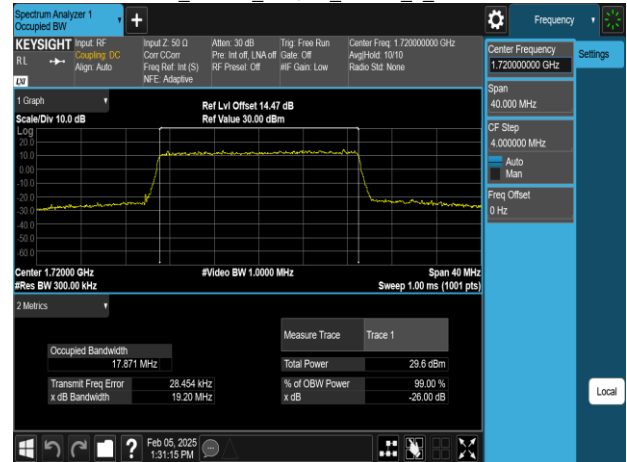 Spectrum Analyzer 1
Occupied BW
Frequency
KEYSIGHT
RL
LXI
Input: RF
Coupling: DC
Align: Auto
Input Z: 50 Ω
Corr CCorr
Freq Ref: Int (S)
NFE: Adaptive
Atten: 30 dB
Pre: Int off, LNA off
RF Presel: Off
Trig: Free Run
Gate: Off
#IF Gain: Low
Center Freq: 1.720000000 GHz
Avg|Hold: 10/10
Radio Std: None
Center Frequency
1.720000000 GHz
Settings
Span
40.000 MHz
CF Step
4.000000 MHz
Auto
Man
Freq Offset
0 Hz
1 Graph
Scale/Div 10.0 dB
Ref Lvl Offset 14.47 dB
Ref Value 30.00 dBm
Log
20.0
10.0
0.00
-10.0
-20.0
-30.0
-40.0
-50.0
-60.0
Center 1.72000 GHz
#Video BW 1.0000 MHz
Span 40 MHz
#Res BW 300.00 kHz
Sweep 1.00 ms (1001 pts)
2 Metrics
Measure Trace Trace 1
Occupied Bandwidth
17.871 MHz
Total Power 29.6 dBm
Transmit Freq Error 28.454 kHz
% of OBW Power 99.00 %
x dB Bandwidth 19.20 MHz
x dB -26.00 dB
Local
Feb 05, 2025
1:31:15 PM